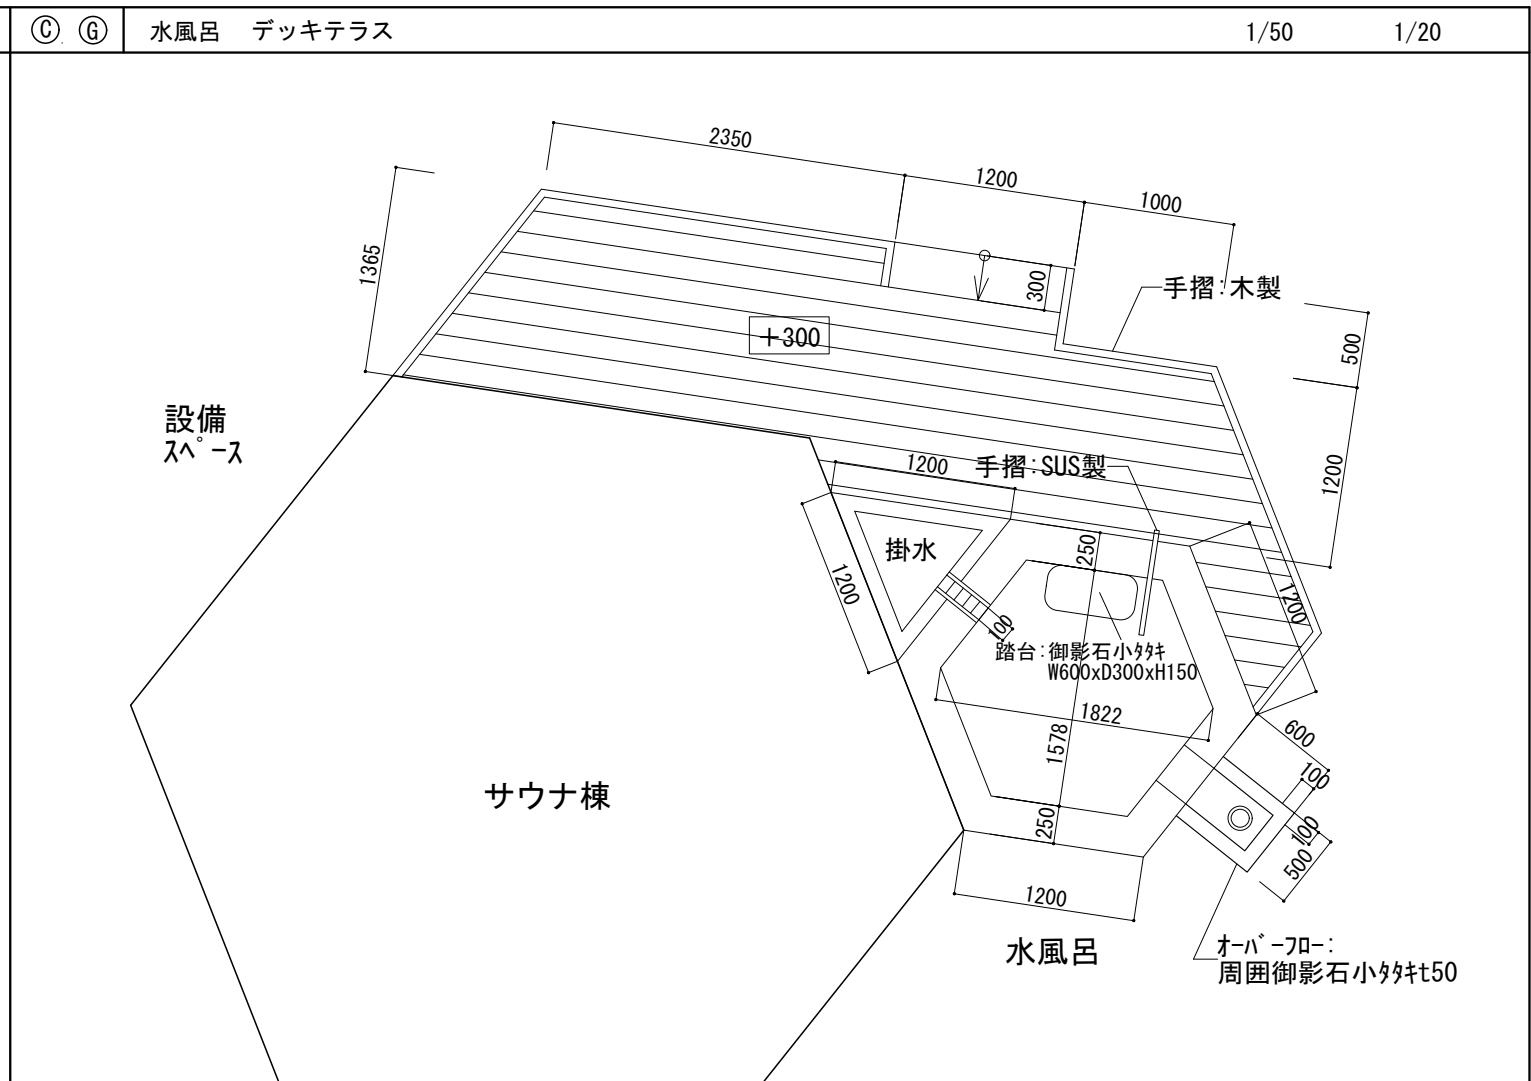 Ⓒ Ⓖ 水風呂 デッキテラス 1/50 1/20
2350
1200
1000
1365
300
手摺:木製
+300
500
設備
ｽﾍﾟｰｽ
1200
手摺:SUS製
1200
掛水
250
1200
1200
100
踏台:御影石小ﾀﾀｷ
W600xD300xH150
1822
1578
600
100
サウナ棟
250
100
500
1200
水風呂
ｵｰﾊﾞｰﾌﾛｰ:
周囲御影石小ﾀﾀｷt50